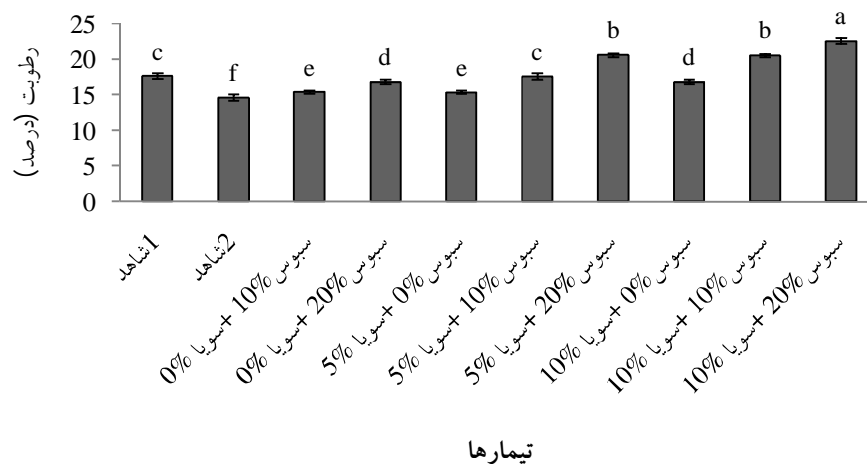 رطوبت (درصد)
25
20
15
10
5
0
c
f
e
d
e
c
b
d
b
a
شاهد1
شاهد2
سبوس 10%+سویا 0%
سبوس 20%+سویا 0%
سبوس 0%+سویا 5%
سبوس 10%+سویا 5%
سبوس 20%+سویا 5%
سبوس 0%+سویا 10%
سبوس 10%+سویا 10%
سبوس 20%+سویا 10%
تیمارها